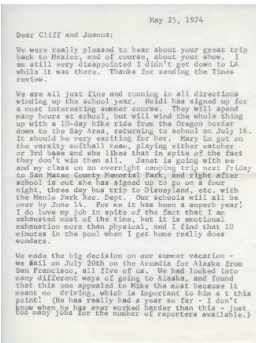 May 25, 1974
Dear Cliff and Joanna:
We were really pleased to hear about your great trip
back to Mexico, and of course, about your show. I
am still very disappointed I didn't get down to LA
while it was there. Thanks for sending the Times
review.
We are all just fine and running in all directions
winding up the school year. Heidi has signed up for
a most interesting summer course. They will spend
many hours at school, but will wind the whole thing
up with a 10-day bike ride from the Oregon border
down to the Bay Area, returning to school on July 16.
It should be very exciting for her. Mary is got on
the varsity softball team, playing either catcher
or 3rd base and she likes that in spite of the fact
they don't win them all. is going with me
and my class on an overnight camping trip next Friday
to San Mateo County Memorial Park, and right after
school is out she has signed up to go on a four
night, three day bus trip to Disneyland, etc. with
the Menlo Park Rec. Dept. Our schools will all be
over by June 14. For me it has been a superb year!
I do love my job in spite of the fact that I am
exhausted most of the time, but it is emotional
exhaustion more than physical, and I find that 10
minutes in the pool when I get home really does
wonders.
We made the big decision on our summer vacation -
we sail on July 20th on the Arcadia for Alaska from
San Francisco, all five of us. We had looked into
many different ways of going to Alaska, and found
that this one appealed to Mike the most because it
meant no driving, which is important to him a t this
point! (He has really had a year so far - I don't
know when he has ever worked harder than this - just
too many jobs for the number of reporters available.)